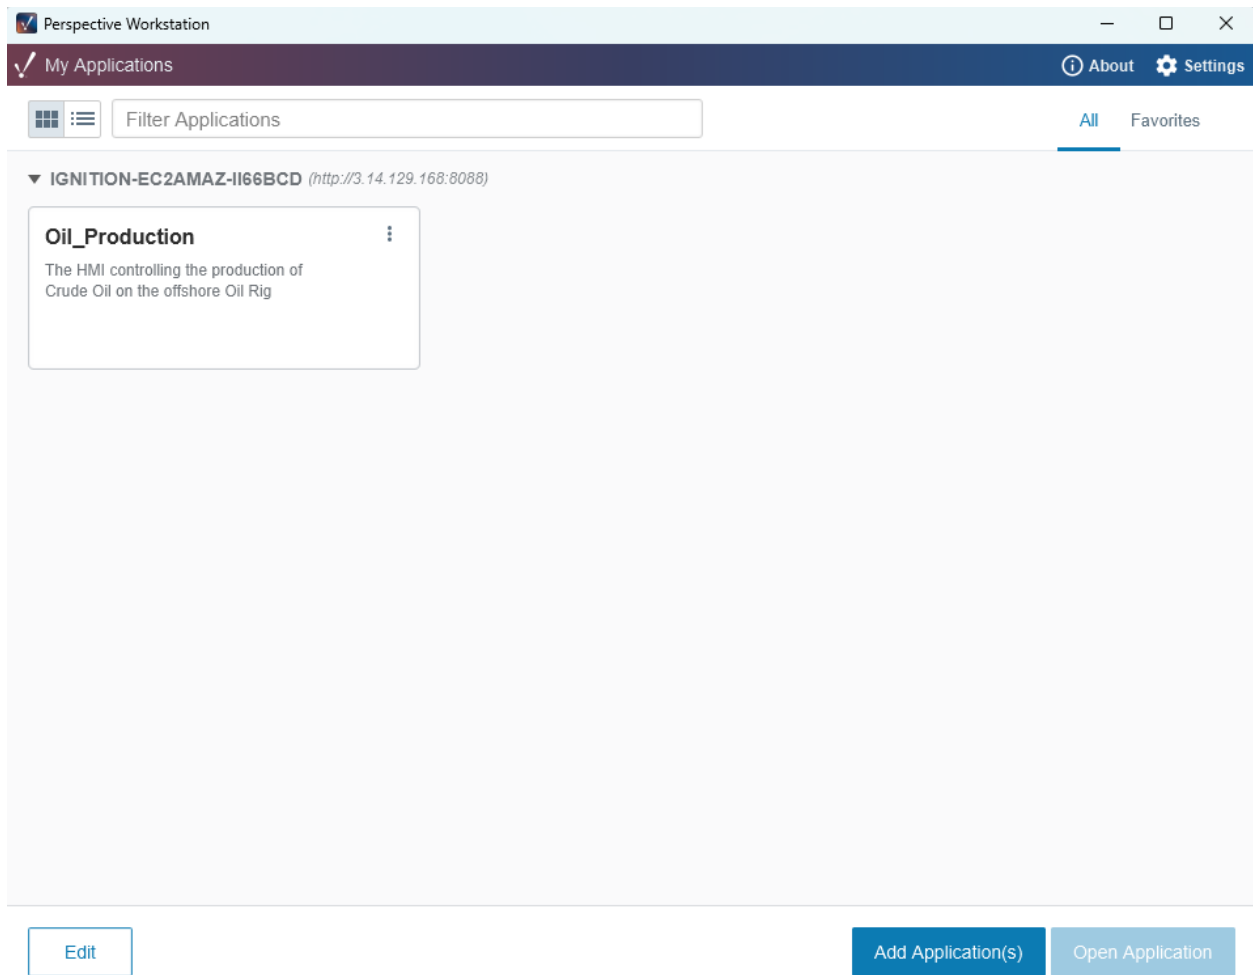 Perspective Workstation
My Applications
About
Settings
Filter Applications
All
Favorites
IGNITION-EC2AMAZ-II66BCD (http://3.14.129.168:8088)
Oil_Production
The HMI controlling the production of
Crude Oil on the offshore Oil Rig
Edit
Add Application(s)
Open Application